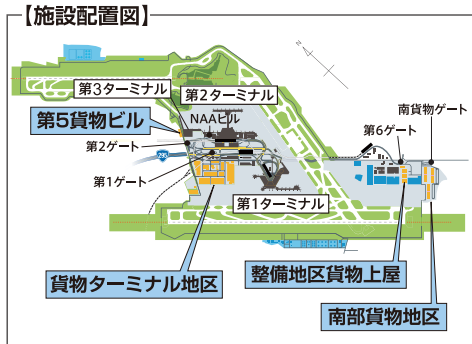 【施設配置図】
N
第3ターミナル
第2ターミナル
第5貨物ビル
NAAビル
南貨物ゲート
第2ゲート
第6ゲート
295
第1ゲート
第1ターミナル
貨物ターミナル地区
整備地区貨物上屋
南部貨物地区